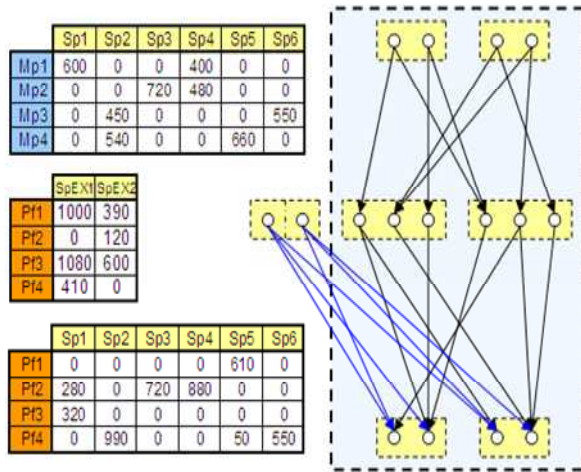 Sp1 Sp2 Sp3 Sp4 Sp5 Sp6
Mp1 600 0 0 400 0 0
Mp2 0 0 720 480 0 0
Mp3 0 450 0 0 0 550
Mp4 0 540 0 0 660 0
SpEX1 SpEX2
Pf1 1000 390
Pf2 0 120
Pf3 1080 600
Pf4 410 0
Sp1 Sp2 Sp3 Sp4 Sp5 Sp6
Pf1 0 0 0 0 610 0
Pf2 280 0 720 880 0 0
Pf3 320 0 0 0 0 0
Pf4 0 990 0 0 50 550